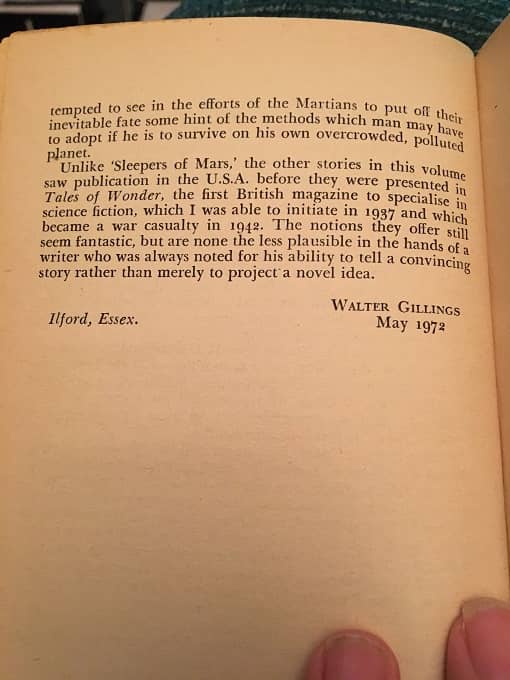 tempted to see in the efforts of the Martians to put off their
inevitable fate some hint of the methods which man may have
to adopt if he is to survive on his own overcrowded, polluted
planet.
Unlike 'Sleepers of Mars,' the other stories in this volume
saw publication in the U.S.A. before they were presented in
Tales of Wonder, the first British magazine to specialise in
science fiction, which I was able to initiate in 1937 and which
became a war casualty in 1942. The notions they offer still
seem fantastic, but are none the less plausible in the hands of a
writer who was always noted for his ability to tell a convincing
story rather than merely to project a novel idea.
WALTER GILLINGS
Ilford, Essex.
May 1972